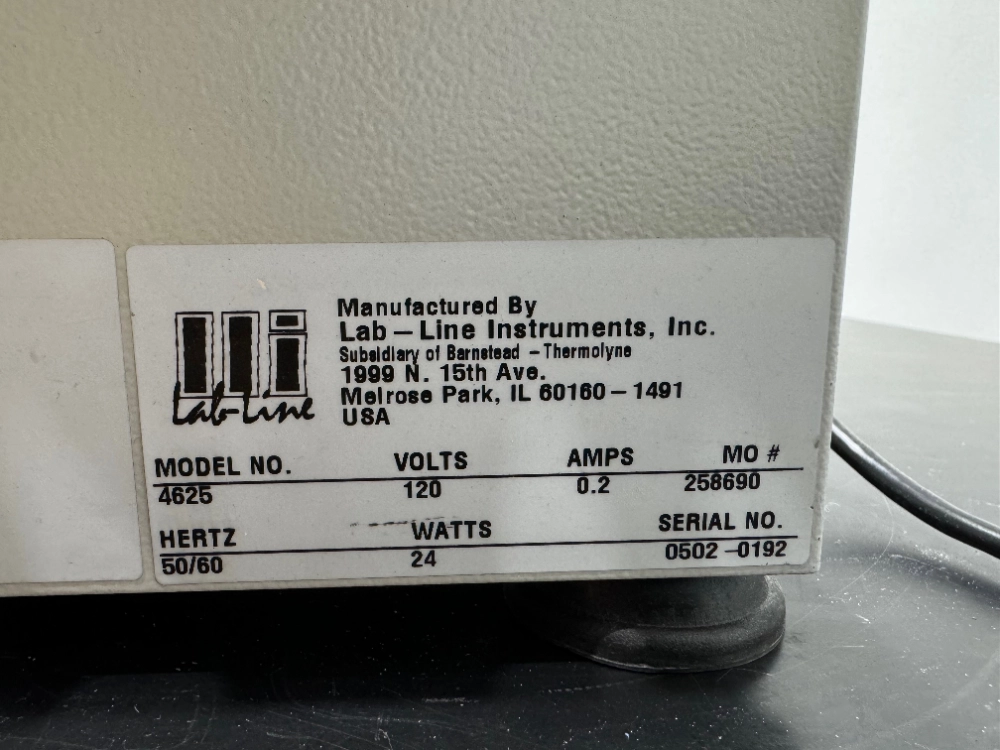 Lab-Line
Manufactured By
Lab – Line Instruments, Inc.
Subsidiary of Barnstead – Thermolyne
1999 N. 15th Ave.
Melrose Park, IL 60160 – 1491
USA
MODEL NO. VOLTS AMPS MO #
4625 120 0.2 258690
HERTZ WATTS SERIAL NO.
50/60 24 0502 –0192